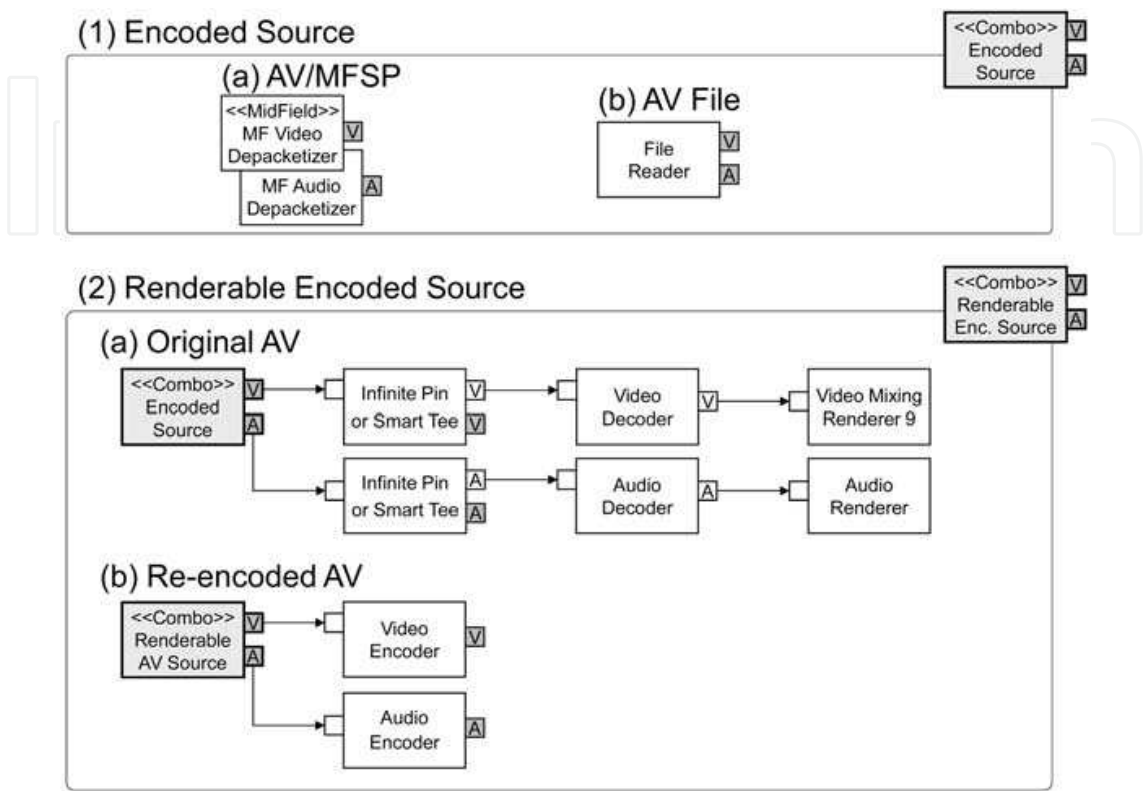 (1) Encoded Source
<<Combo>>
Encoded
Source
V
A
(a) AV/MFSP
<<MidField>>
MF Video
Depacketizer
V
MF Audio
Depacketizer
A
(b) AV File
File
Reader
V
A
(2) Renderable Encoded Source
<<Combo>>
Renderable
Enc. Source
V
A
(a) Original AV
<<Combo>>
Encoded
Source
V
A
Infinite Pin
or Smart Tee
V
V
Video
Decoder
V
Video Mixing
Renderer 9
Infinite Pin
or Smart Tee
A
A
Audio
Decoder
A
Audio
Renderer
(b) Re-encoded AV
<<Combo>>
Renderable
AV Source
V
A
Video
Encoder
V
Audio
Encoder
A